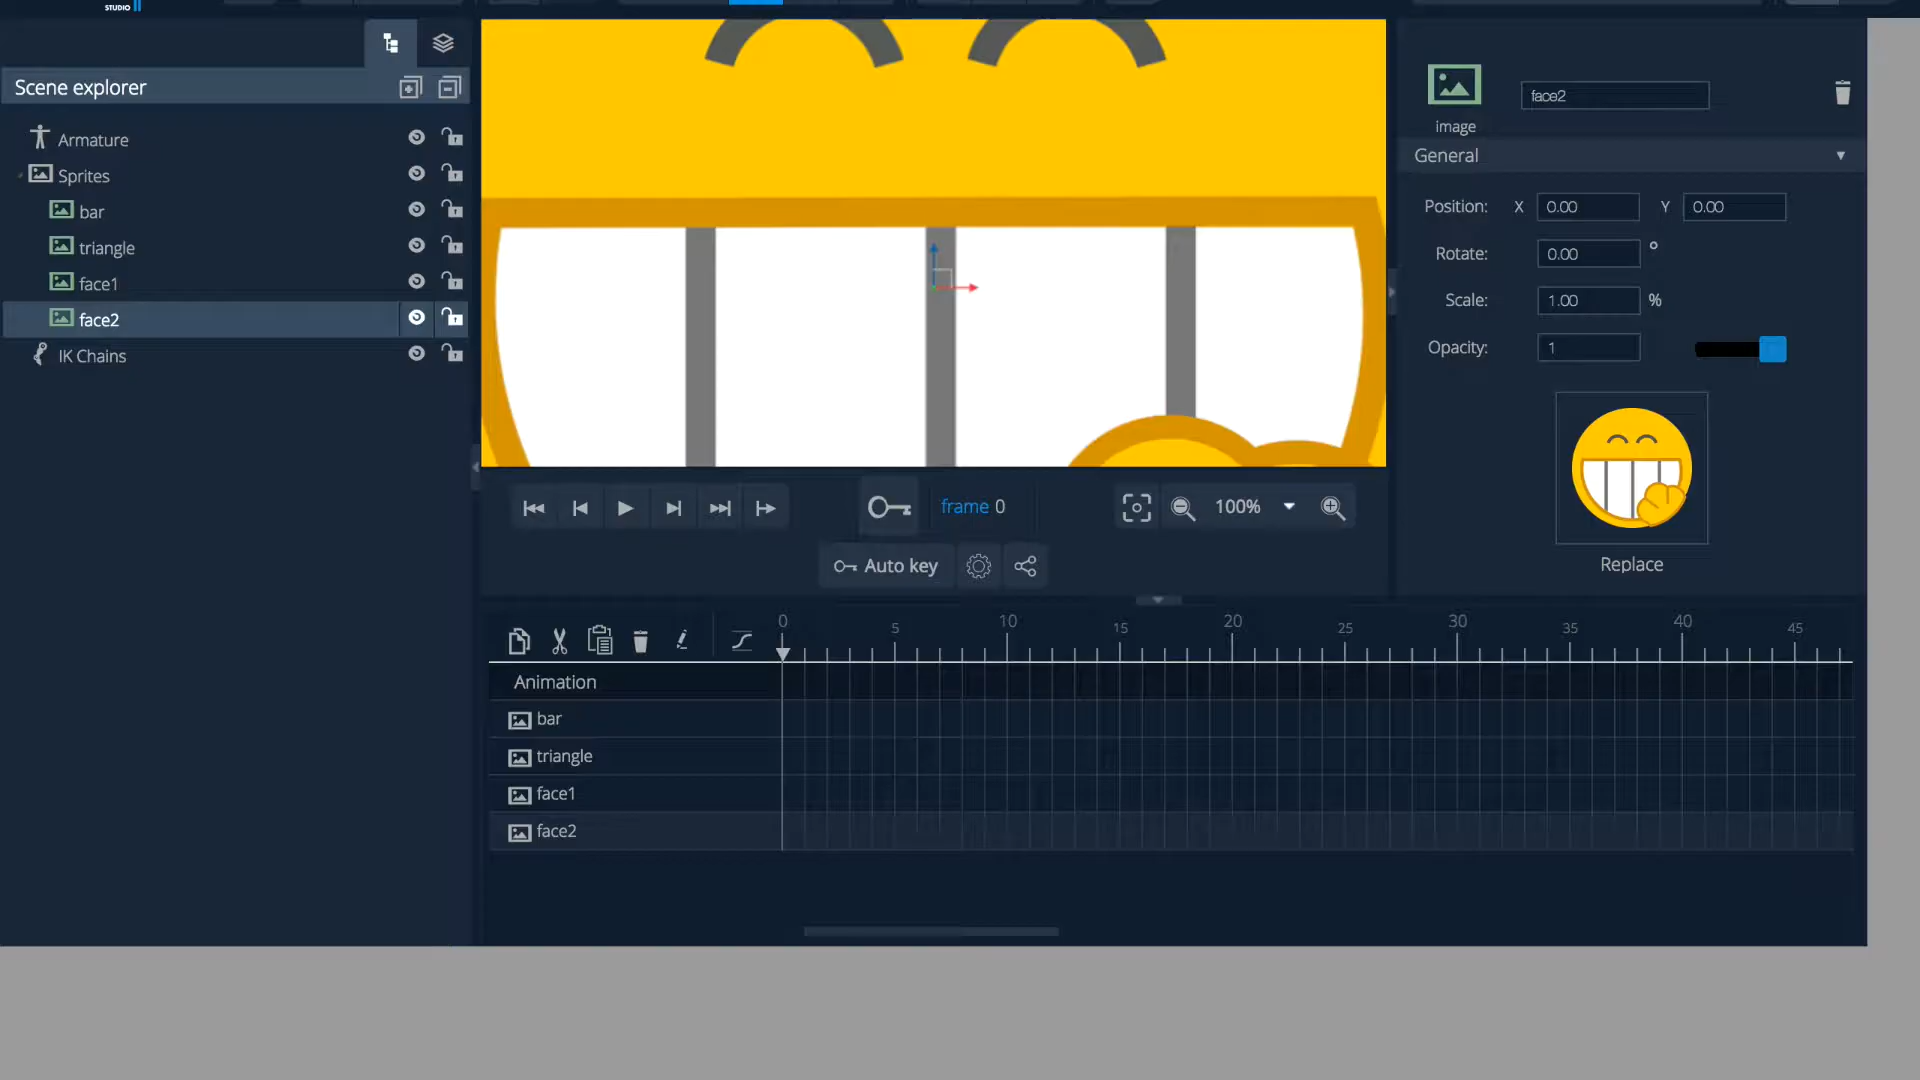 STUDIO II
Scene explorer
Armature
Sprites
bar
triangle
face1
face2
IK Chains
face2
image
General
Position: X 0.00 Y 0.00
Rotate: 0.00 °
Scale: 1.00 %
Opacity: 1
Replace
frame 0
100%
Auto key
0 5 10 15 20 25 30 35 40 45
Animation
bar
triangle
face1
face2